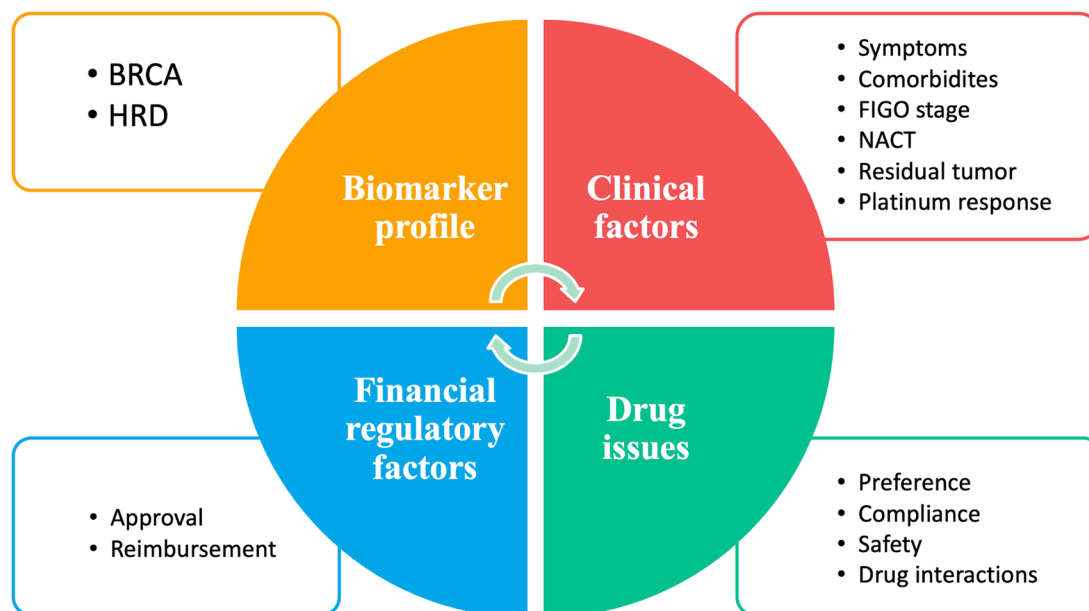 • BRCA
• HRD
Biomarker
profile
Clinical
factors
• Symptoms
• Comorbidites
• FIGO stage
• NACT
• Residual tumor
• Platinum response
Financial
regulatory
factors
• Approval
• Reimbursement
Drug
issues
• Preference
• Compliance
• Safety
• Drug interactions